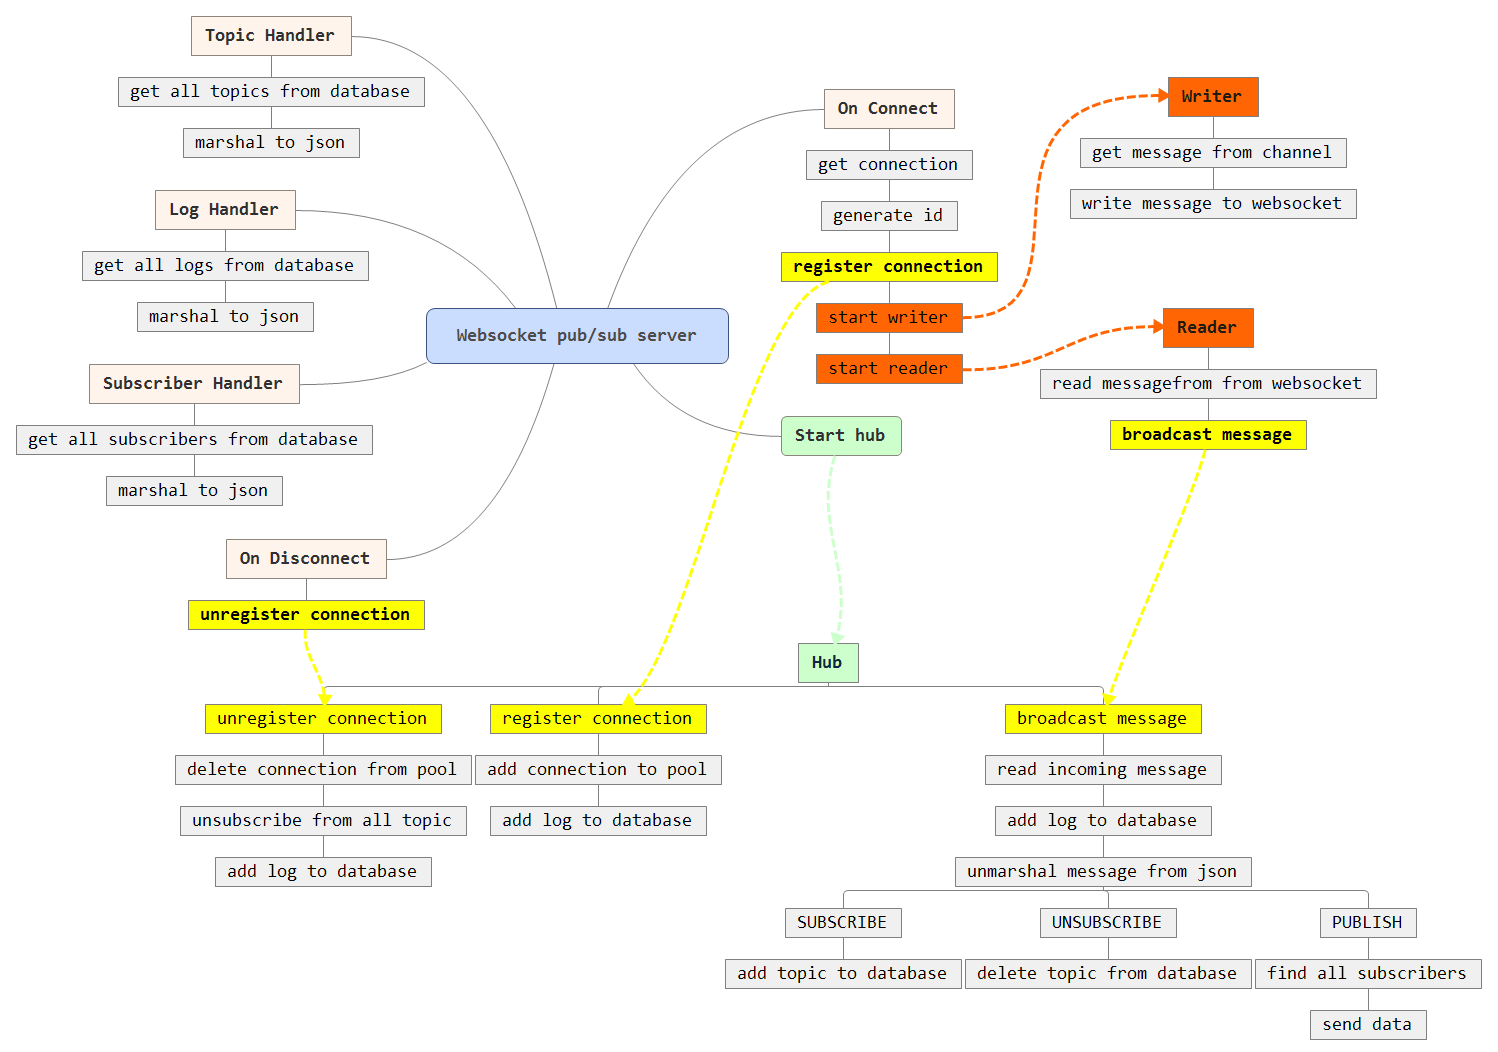 Topic Handler
get all topics from database
marshal to json
Log Handler
get all logs from database
marshal to json
Subscriber Handler
get all subscribers from database
marshal to json
On Disconnect
unregister connection
Websocket pub/sub server
On Connect
get connection
generate id
register connection
start writer
start reader
Start hub
Writer
get message from channel
write message to websocket
Reader
read messagefrom from websocket
broadcast message
Hub
unregister connection
delete connection from pool
unsubscribe from all topic
add log to database
register connection
add connection to pool
add log to database
broadcast message
read incoming message
add log to database
unmarshal message from json
SUBSCRIBE
add topic to database
UNSUBSCRIBE
delete topic from database
PUBLISH
find all subscribers
send data